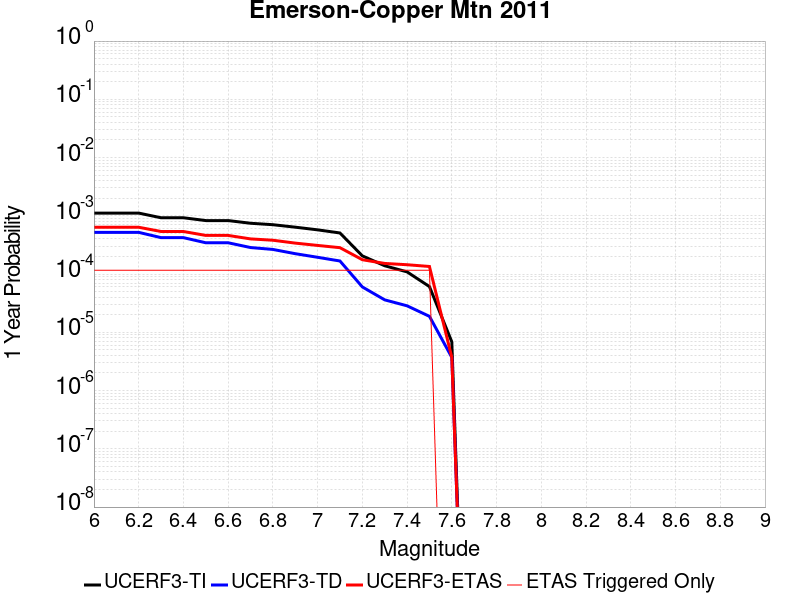 Emerson-Copper Mtn 2011
1 Year Probability
10 0
10 -1
10 -2
10 -3
10 -4
10 -5
10 -6
10 -7
10 -8
6 6.2 6.4 6.6 6.8 7 7.2 7.4 7.6 7.8 8 8.2 8.4 8.6 8.8 9
Magnitude
UCERF3-TI UCERF3-TD UCERF3-ETAS ETAS Triggered Only